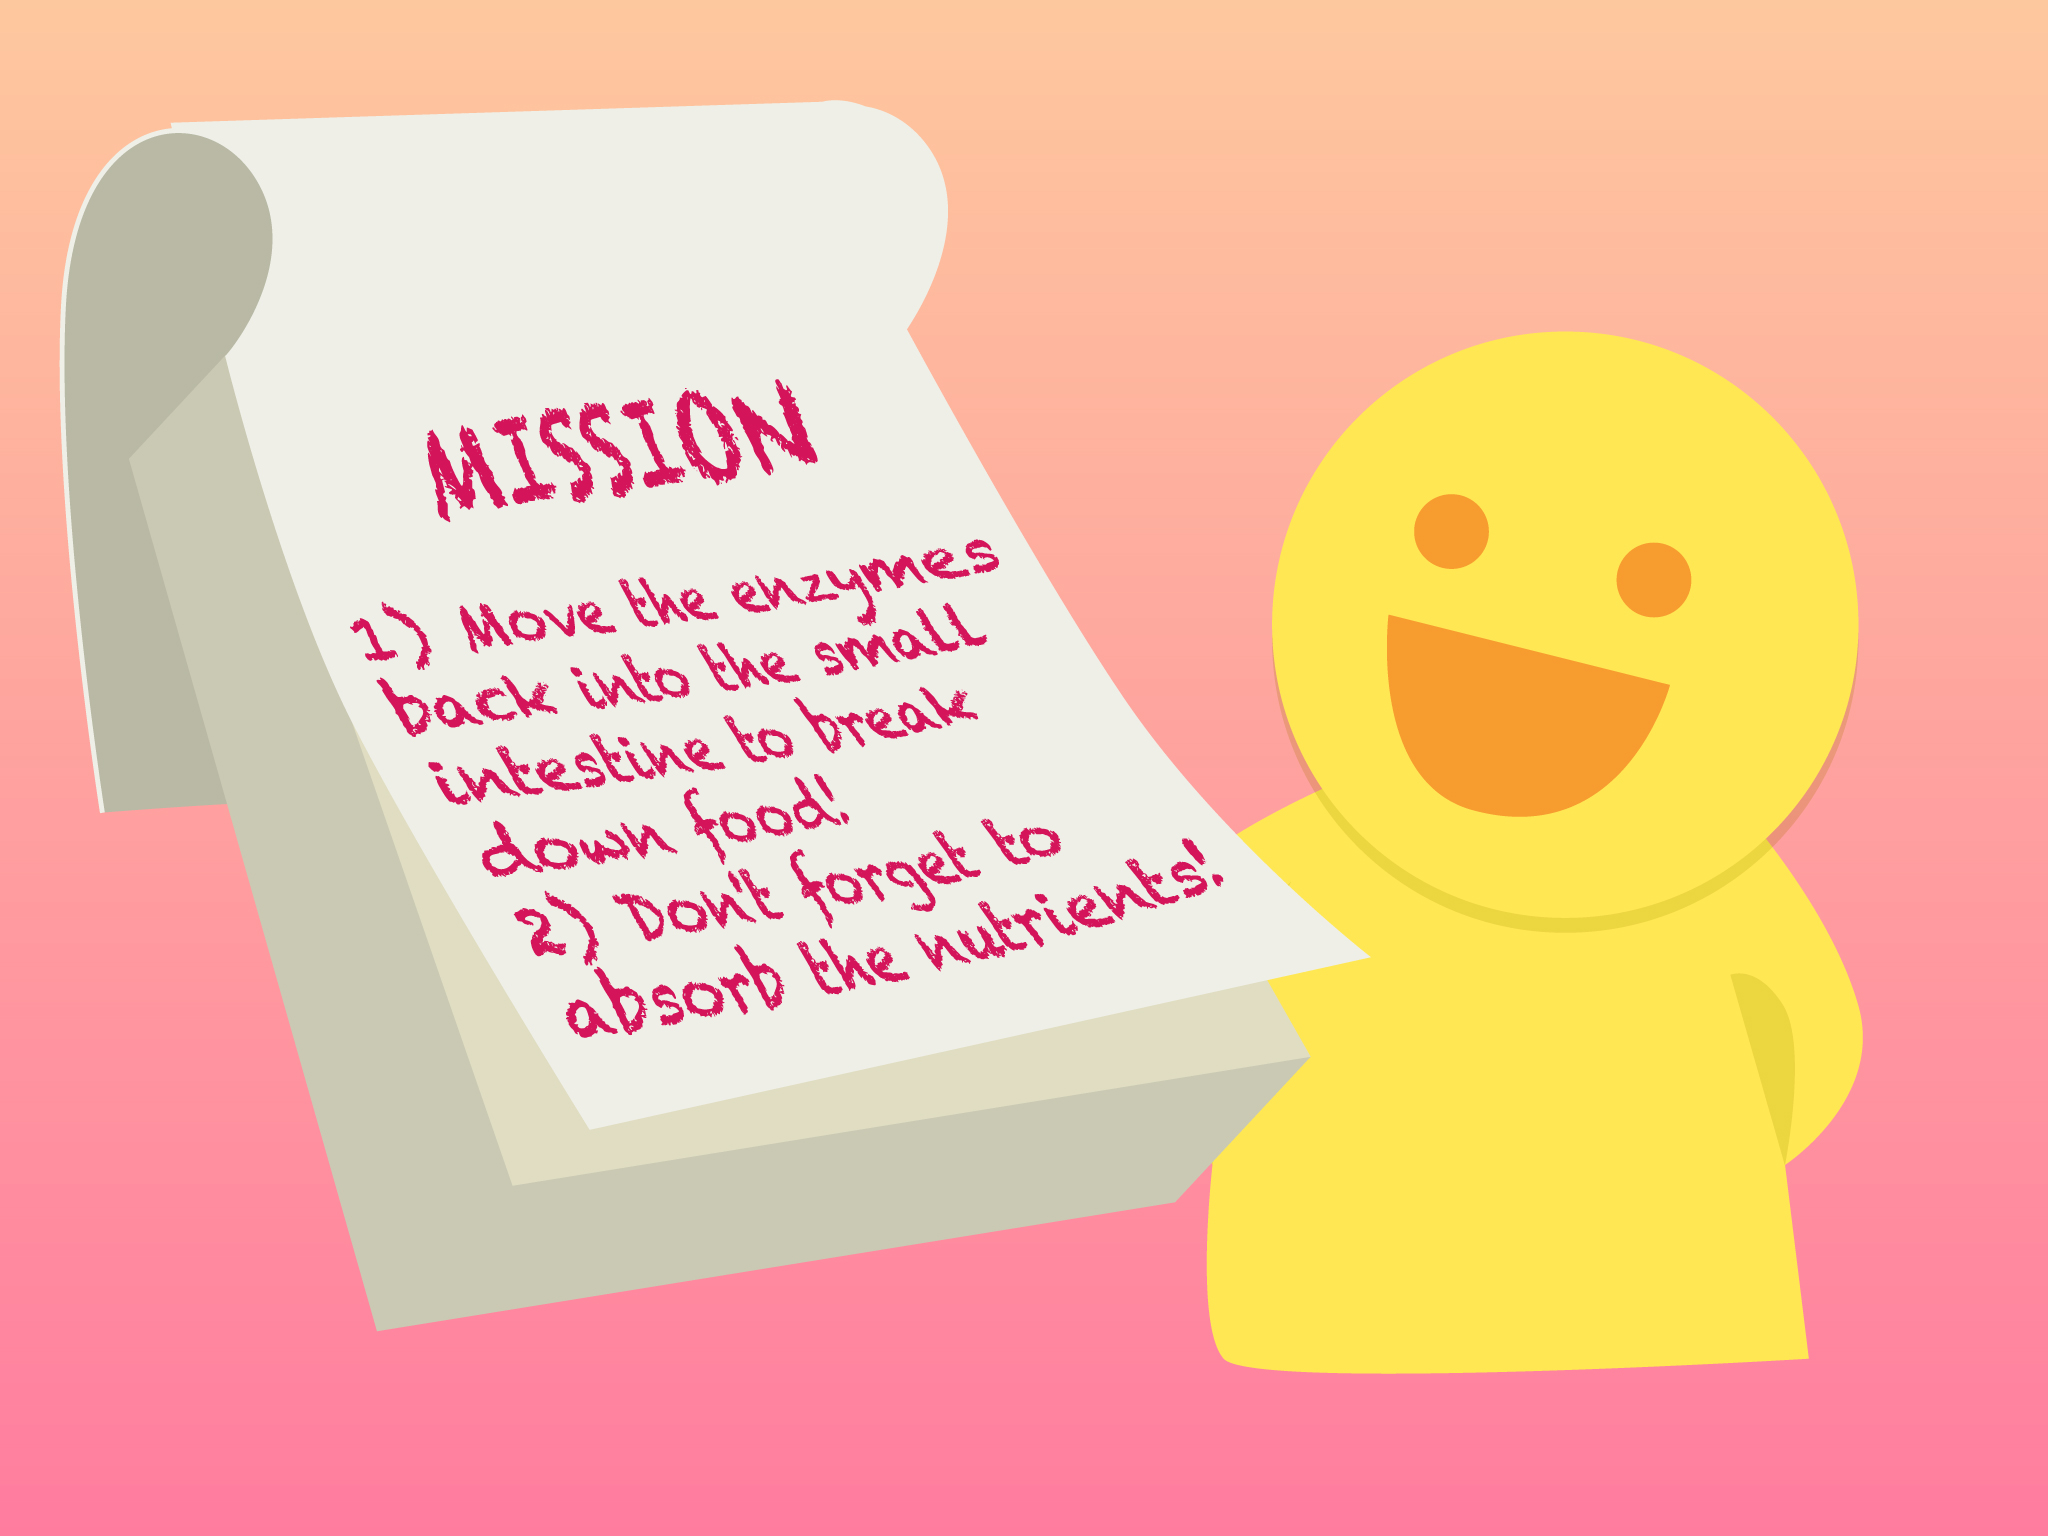 MISSION
1) Move the enzymes
back into the small
intestine to break
down food!
2) Don't forget to
absorb the nutrients!